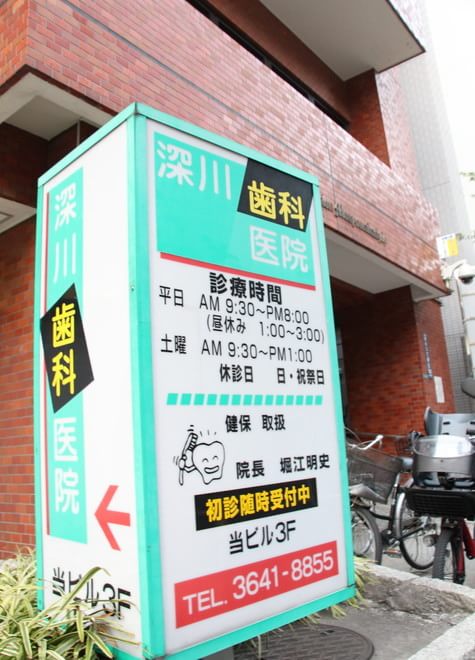 深川
歯科
医院
診療時間
平日 AM 9:30～PM8:00
(昼休み 1:00～3:00)
土曜 AM 9:30～PM1:00
休診日 日・祝祭日
健保 取扱
院長 堀江明史
初診随時受付中
当ビル3F
TEL. 3641-8855
深川
歯科
医院
当ビル3F